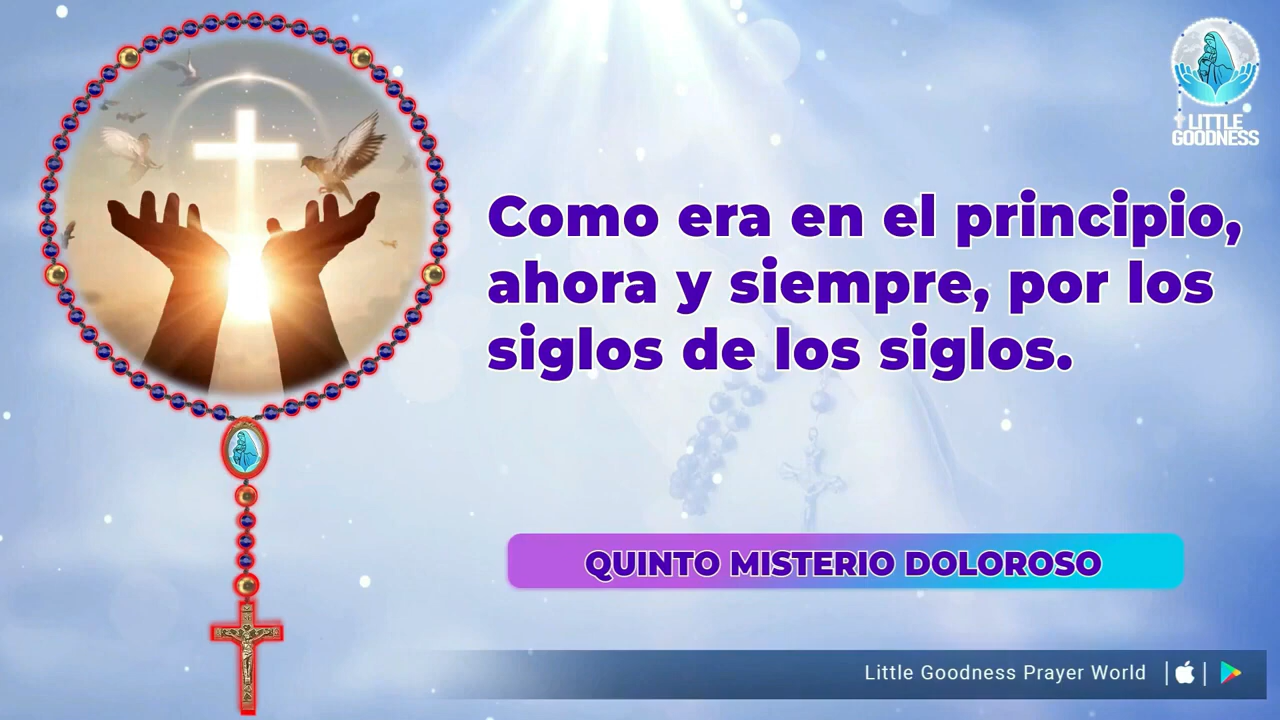 LITTLE
GOODNESS
Como era en el principio,
ahora y siempre, por los
siglos de los siglos.
QUINTO MISTERIO DOLOROSO
Little Goodness Prayer World